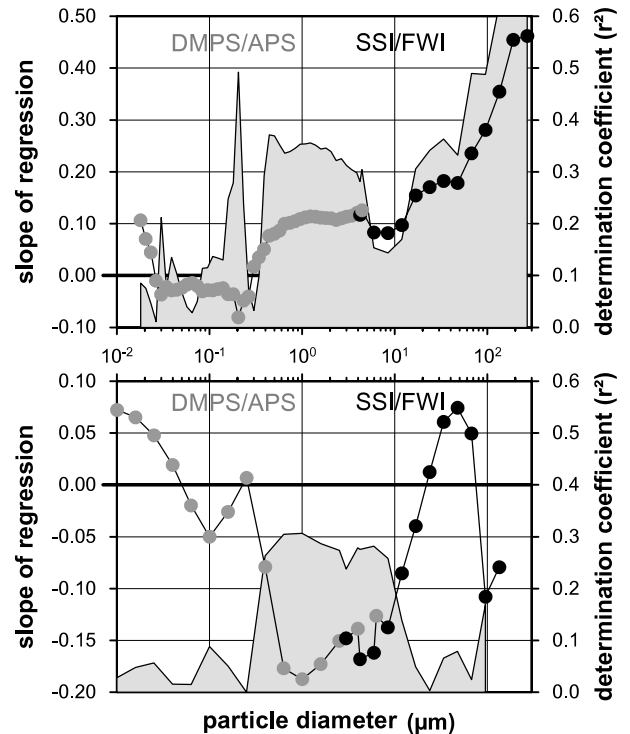 DMPS/APS SSI/FWI
slope of regression
determination coefficient (r²)
0.50 0.6
0.40 0.5
0.30 0.4
0.20 0.3
0.10 0.2
0.00 0.1
-0.10 0.0
10⁻² 10⁻¹ 10⁰ 10¹ 10²
DMPS/APS SSI/FWI
slope of regression
determination coefficient (r²)
0.10 0.6
0.05 0.5
0.00 0.4
-0.05 0.3
-0.10 0.2
-0.15 0.1
-0.20 0.0
particle diameter (μm)